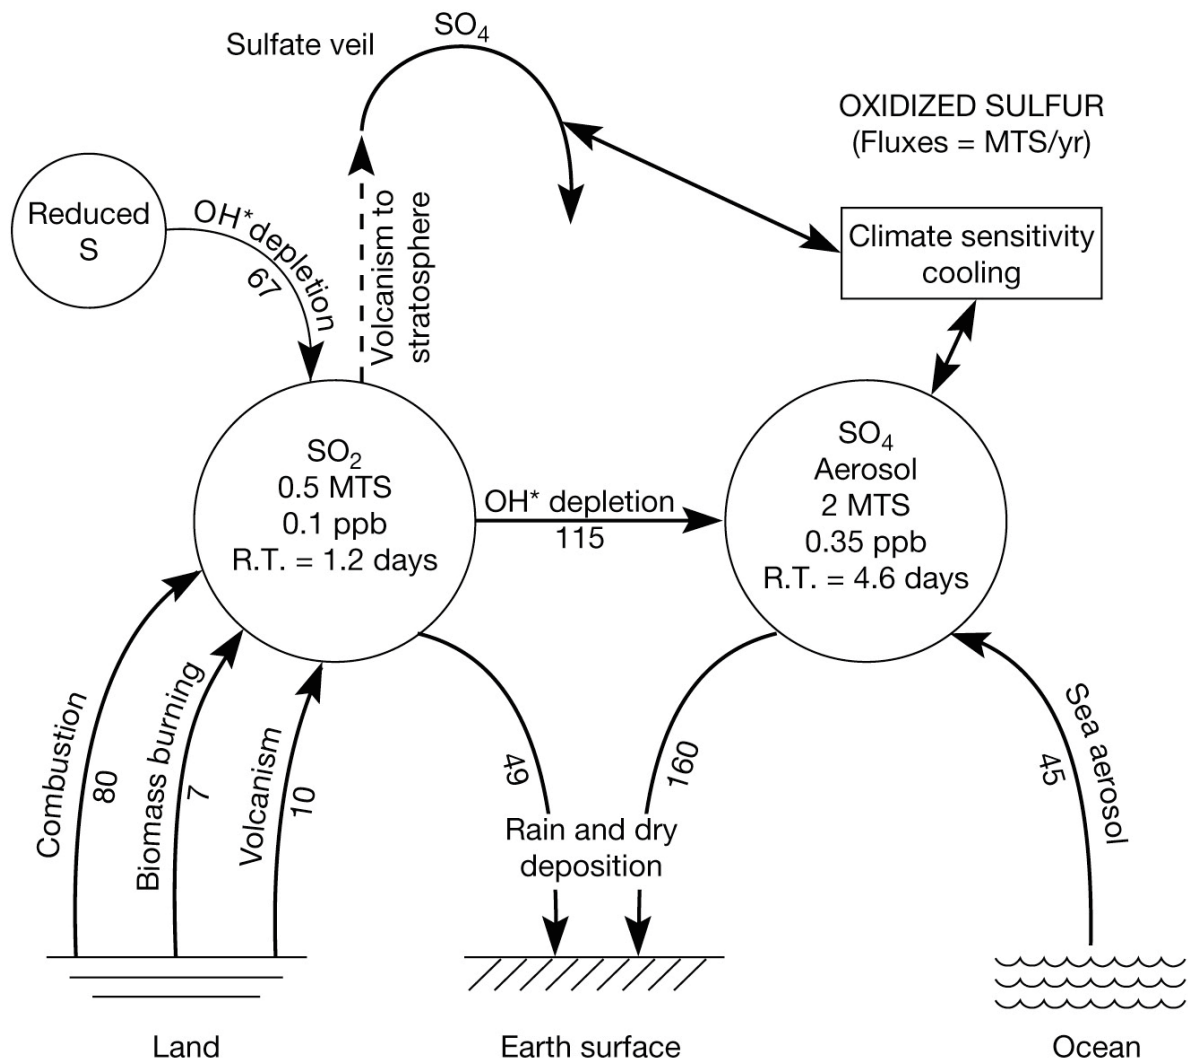 Sulfate veil
SO₄
OXIDIZED SULFUR
(Fluxes = MTS/yr)
Reduced
S
OH* depletion
67
Volcanism to
stratosphere
Climate sensitivity
cooling
SO₂
0.5 MTS
0.1 ppb
R.T. = 1.2 days
OH* depletion
115
SO₄
Aerosol
2 MTS
0.35 ppb
R.T. = 4.6 days
Combustion
80
Biomass burning
7
Volcanism
10
49
160
Rain and dry
deposition
Sea aerosol
45
Land
Earth surface
Ocean